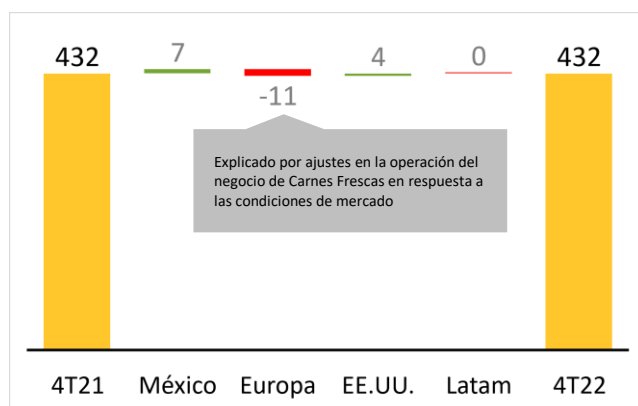 432 7 -11 4 0 432
Explicado por ajustes en la operación del
negocio de Carnes Frescas en respuesta a
las condiciones de mercado
4T21 México Europa EE.UU. Latam 4T22